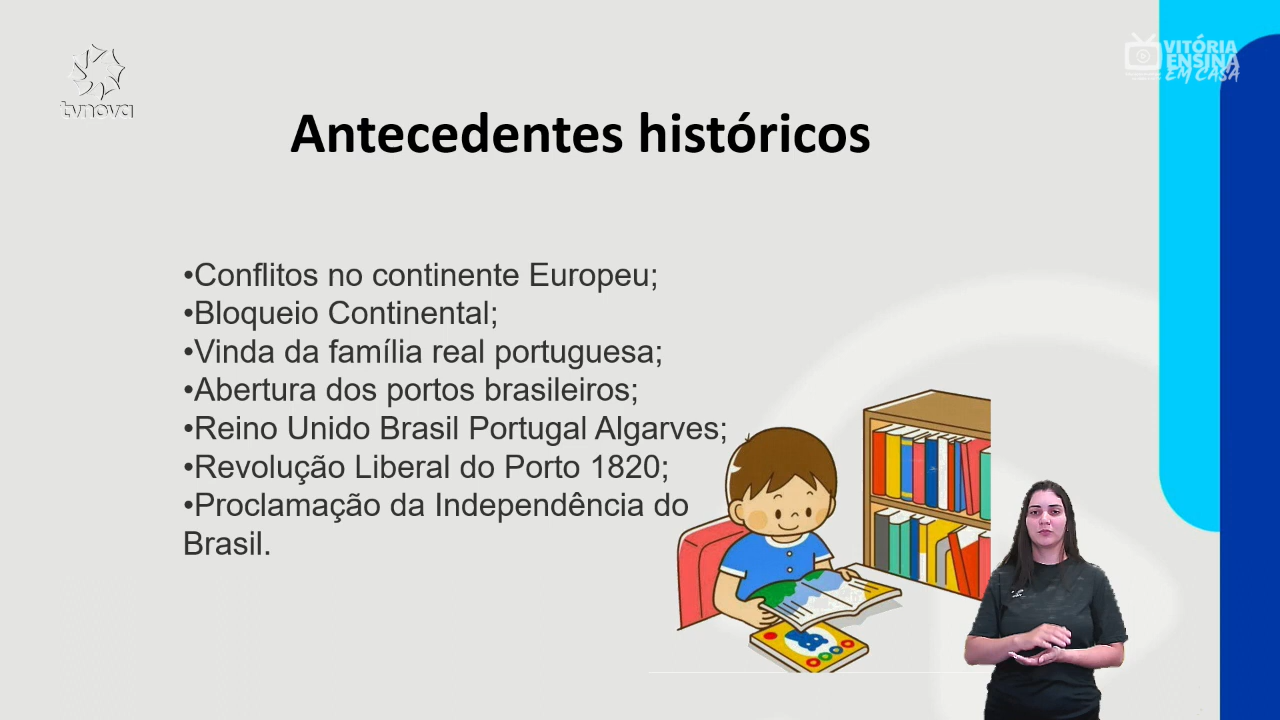 tvnova
VITÓRIA
ENSINA
EM CASA
Antecedentes históricos
•Conflitos no continente Europeu;
•Bloqueio Continental;
•Vinda da família real portuguesa;
•Abertura dos portos brasileiros;
•Reino Unido Brasil Portugal Algarves;
•Revolução Liberal do Porto 1820;
•Proclamação da Independência do
Brasil.